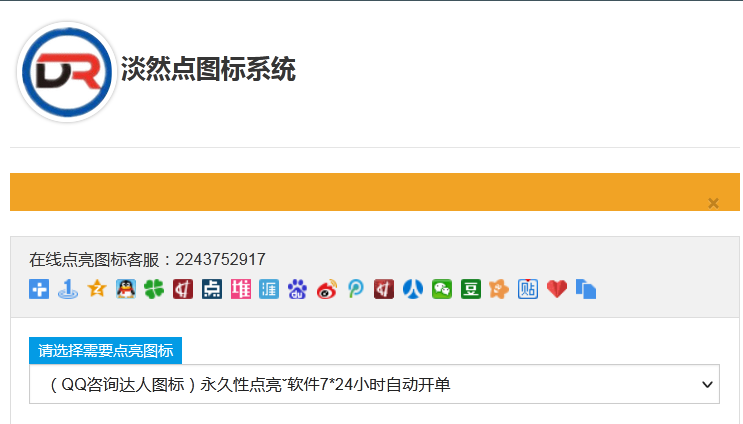 DR
淡然点图标系统
×
在线点亮图标客服：2243752917
点 堆 涯 du 豆 贴
请选择需要点亮图标
（QQ咨询达人图标）永久性点亮~软件7*24小时自动开单